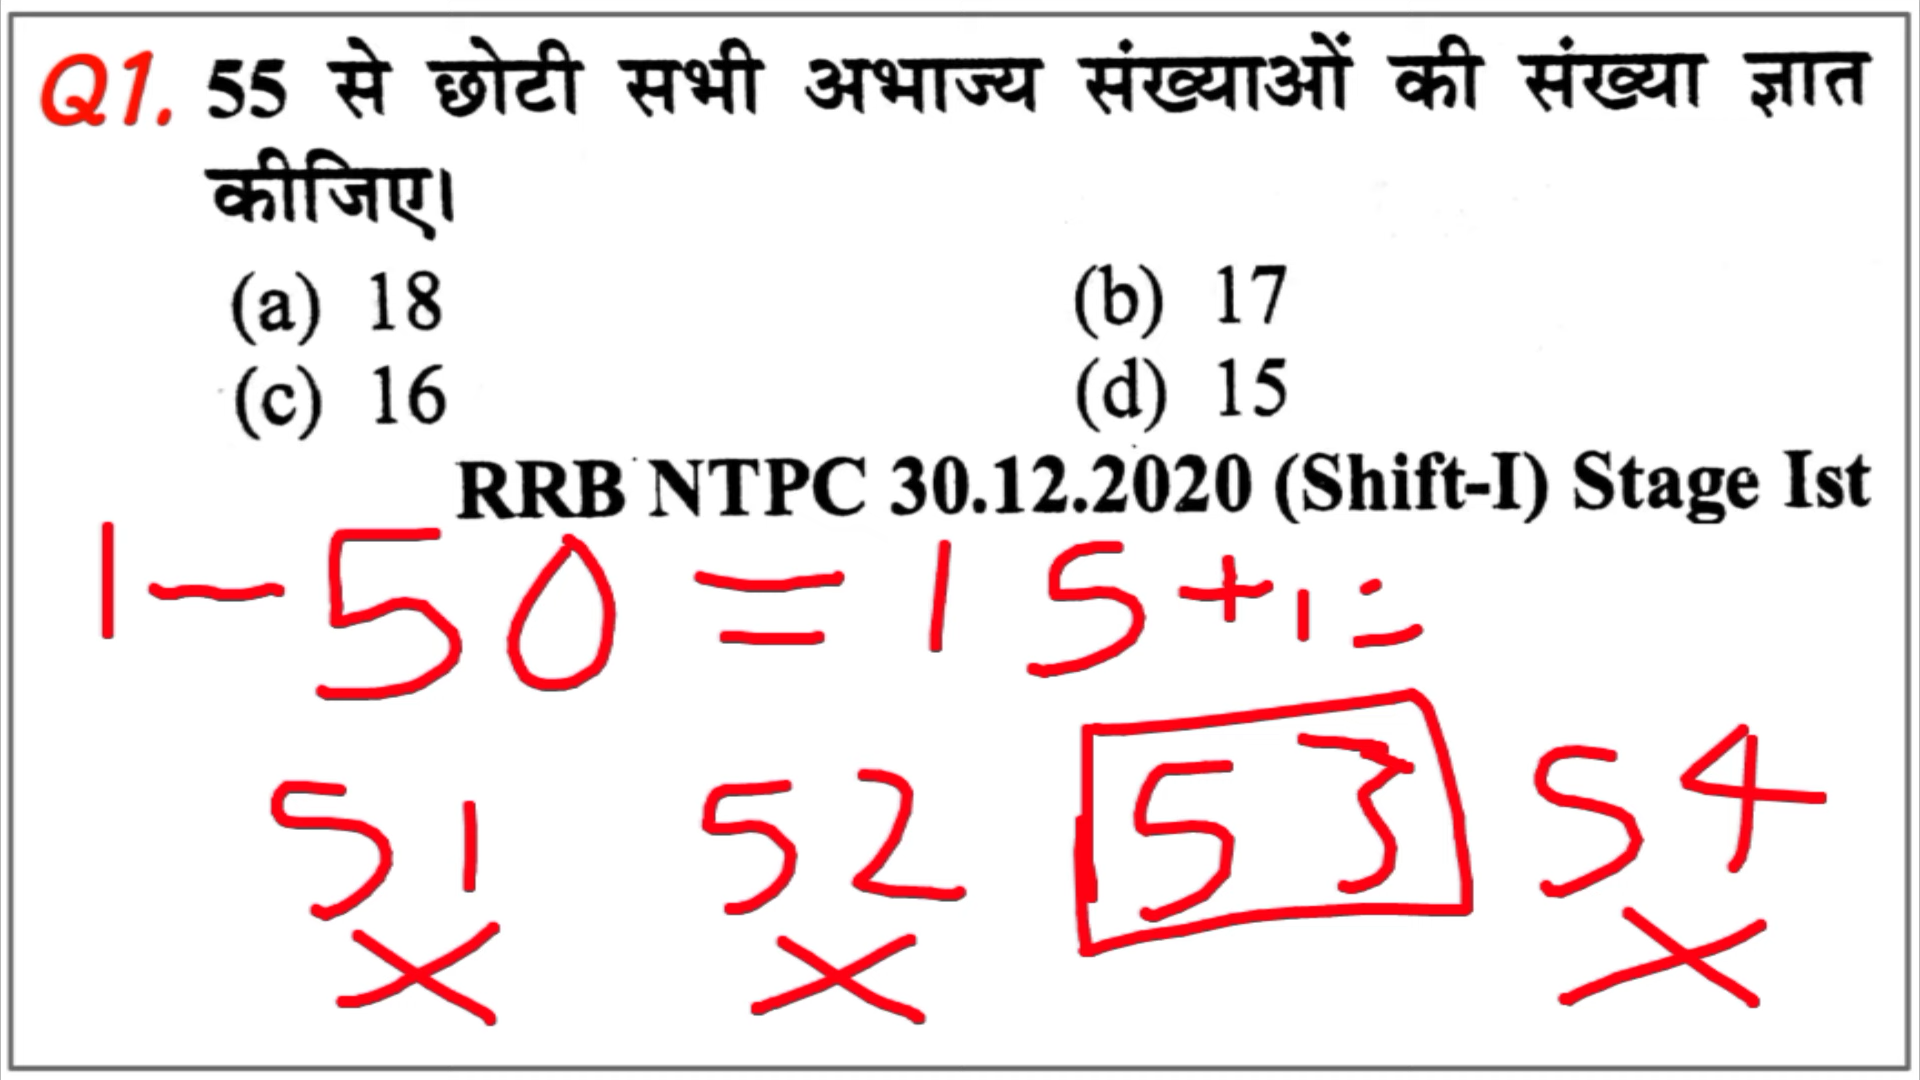 Q1. 55 से छोटी सभी अभाज्य संख्याओं की संख्या ज्ञात
कीजिए।
(a) 18 (b) 17
(c) 16 (d) 15
RRB NTPC 30.12.2020 (Shift-I) Stage Ist
1-50 = 15+1=
51 52 53 54
× × ×